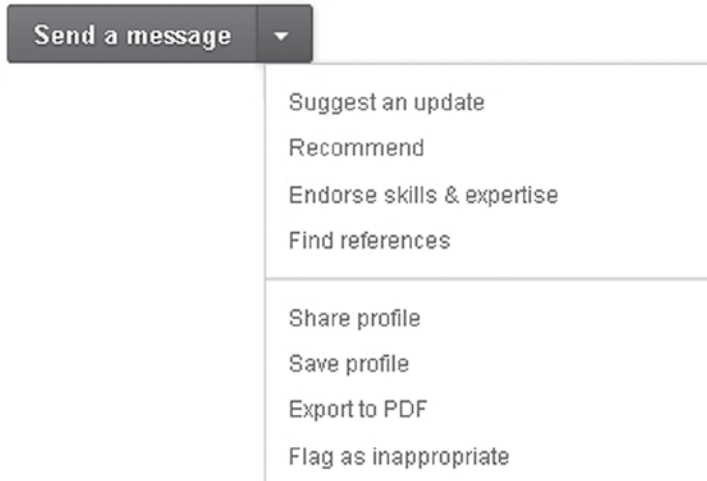 Send a message
Suggest an update
Recommend
Endorse skills & expertise
Find references
Share profile
Save profile
Export to PDF
Flag as inappropriate